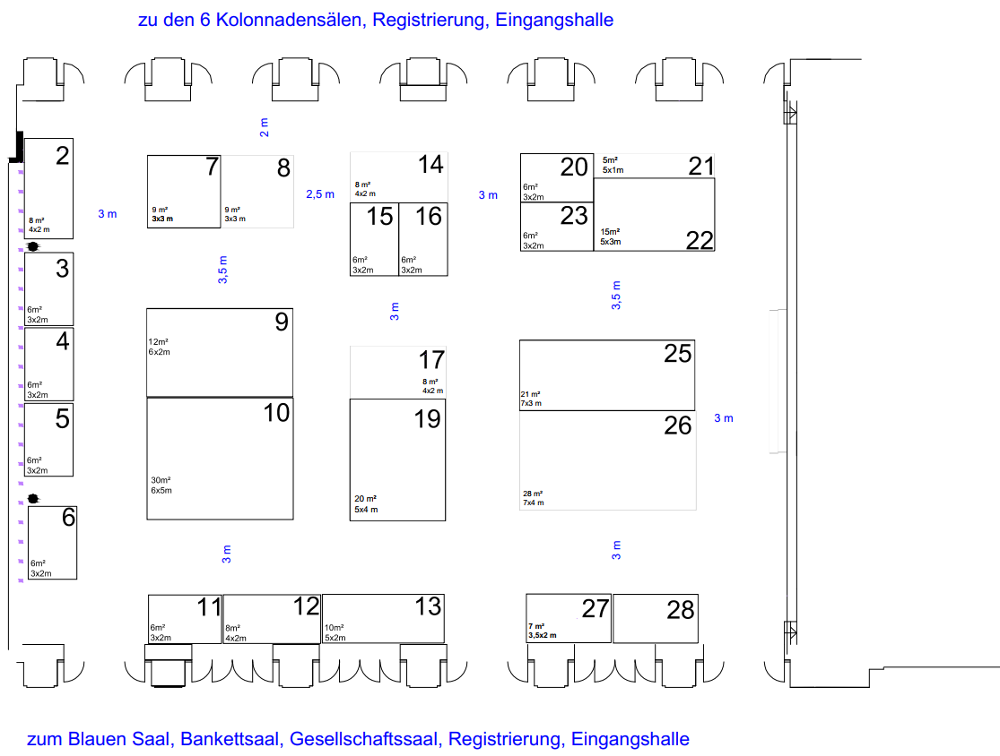 zu den 6 Kolonnadensälen, Registrierung, Eingangshalle
2 m
2
8 m²
4x2 m
3 m
7
9 m²
3x3 m
8
9 m²
3x3 m
2,5 m
14
8 m²
4x2 m
15
6m²
3x2m
16
6m²
3x2m
3 m
20
6m²
3x2m
5m²
5x1m
21
23
6m²
3x2m
15m²
5x3m
22
3
6m²
3x2m
3,5 m
3 m
3,5 m
4
6m²
3x2m
9
12m²
6x2m
17
8 m²
4x2 m
25
21 m²
7x3 m
5
6m²
3x2m
10
30m²
6x5m
19
20 m²
5x4 m
26
28 m²
7x4 m
3 m
6
6m²
3x2m
3 m
3 m
11
6m²
3x2m
12
8m²
4x2m
13
10m²
5x2m
27
7 m²
3,5x2 m
28
zum Blauen Saal, Bankettsaal, Gesellschaftssaal, Registrierung, Eingangshalle